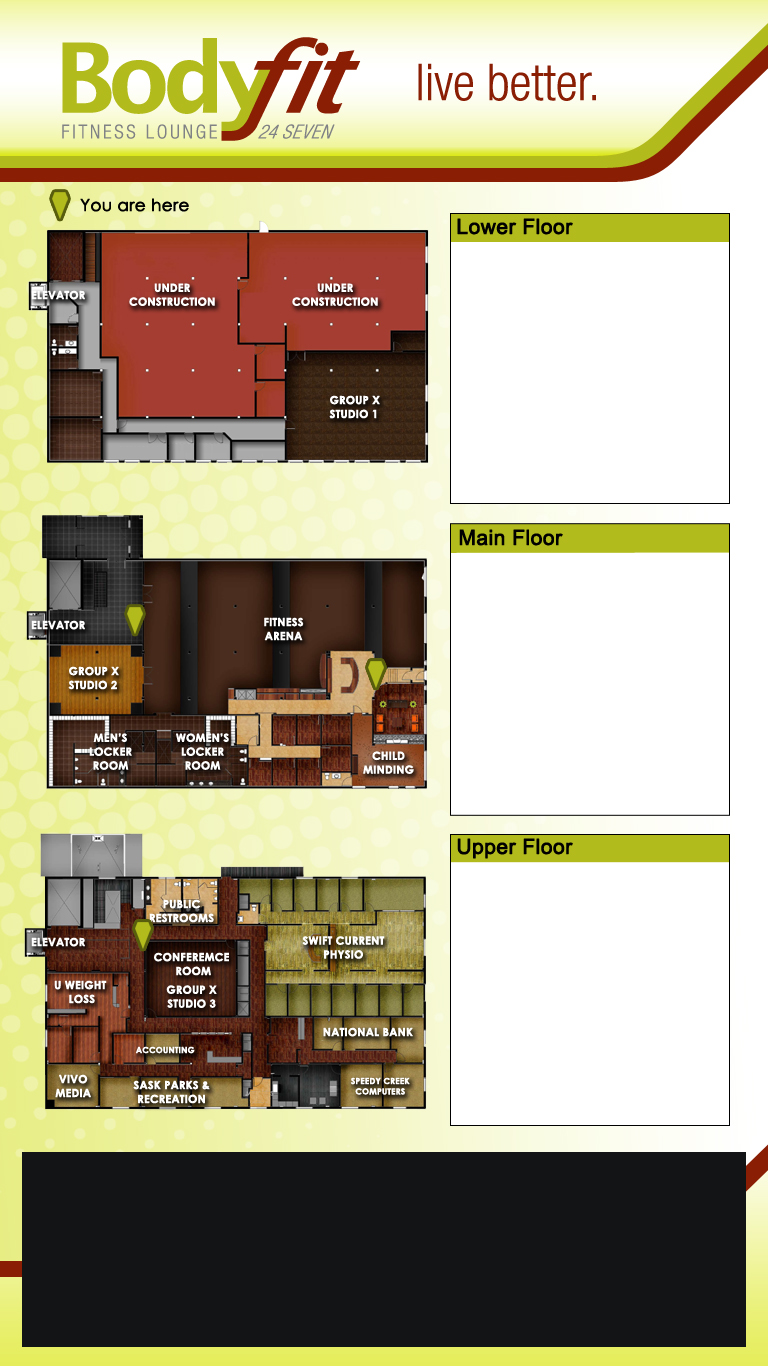 Bodyfit
live better.
FITNESS LOUNGE 24 SEVEN
You are here
Lower Floor
ELEVATOR
UNDER
CONSTRUCTION
UNDER
CONSTRUCTION
GROUP X
STUDIO 1
Main Floor
ELEVATOR
FITNESS
ARENA
GROUP X
STUDIO 2
MEN'S
LOCKER
ROOM
WOMEN'S
LOCKER
ROOM
CHILD
MINDING
Upper Floor
PUBLIC
RESTROOMS
ELEVATOR
CONFEREMCE
ROOM
GROUP X
STUDIO 3
SWIFT CURRENT
PHYSIO
U WEIGHT
LOSS
NATIONAL BANK
ACCOUNTING
VIVO
MEDIA
SASK PARKS &
RECREATION
SPEEDY CREEK
COMPUTERS